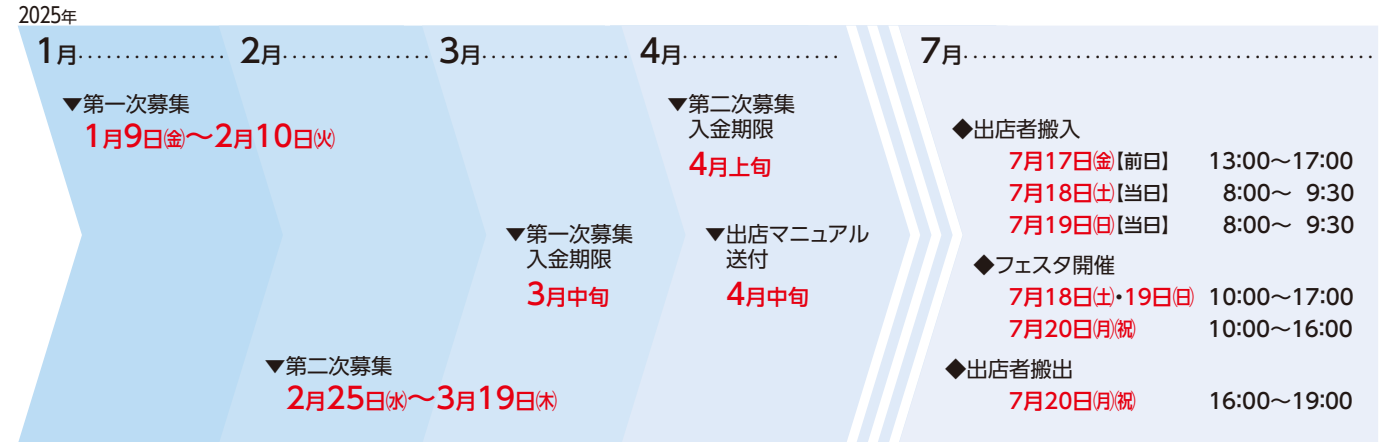 2025年
1月 2月 3月 4月 7月
▼第一次募集
1月9日㈮〜2月10日㈫
▼第二次募集
入金期限
4月上旬
▼第一次募集
入金期限
3月中旬
▼出店マニュアル
送付
4月中旬
▼第二次募集
2月25日㈬〜3月19日㈭
◆出店者搬入
7月17日㈮【前日】 13:00〜17:00
7月18日㈯【当日】 8:00〜 9:30
7月19日㈰【当日】 8:00〜 9:30
◆フェスタ開催
7月18日㈯・19日㈰ 10:00〜17:00
7月20日㈪㈷ 10:00〜16:00
◆出店者搬出
7月20日㈪㈷ 16:00〜19:00